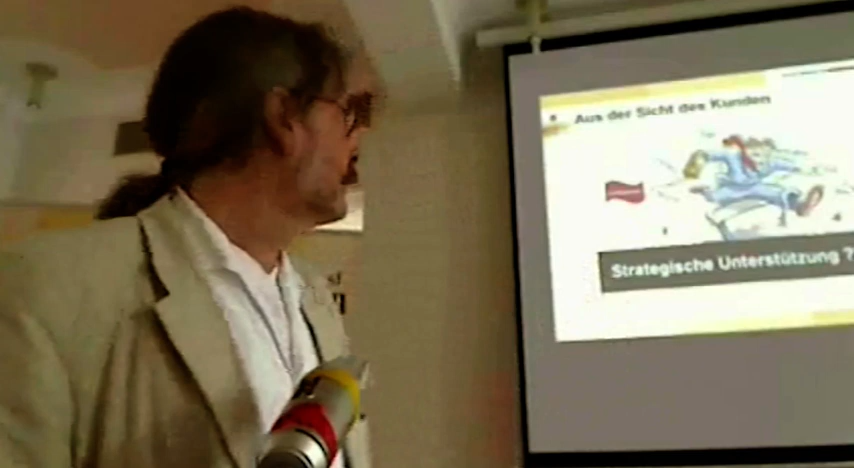 Aus der Sicht des Kunden
Strategische Unterstützung ?